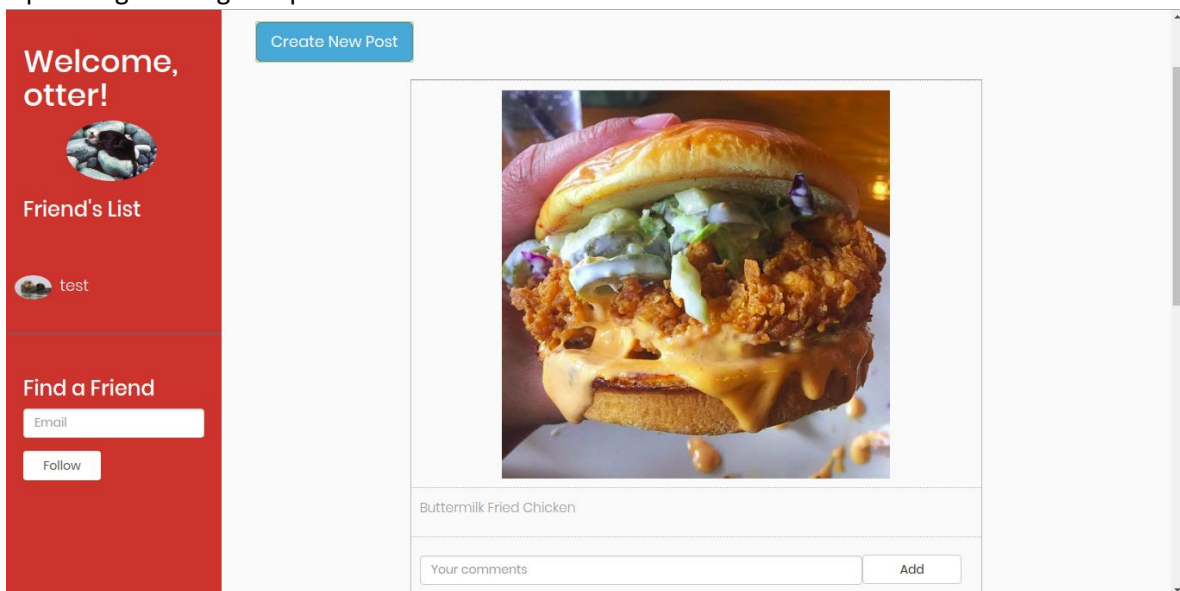 Welcome,
otter!
Friend's List
test
Find a Friend
Email
Follow
Create New Post
Buttermilk Fried Chicken
Your comments
Add